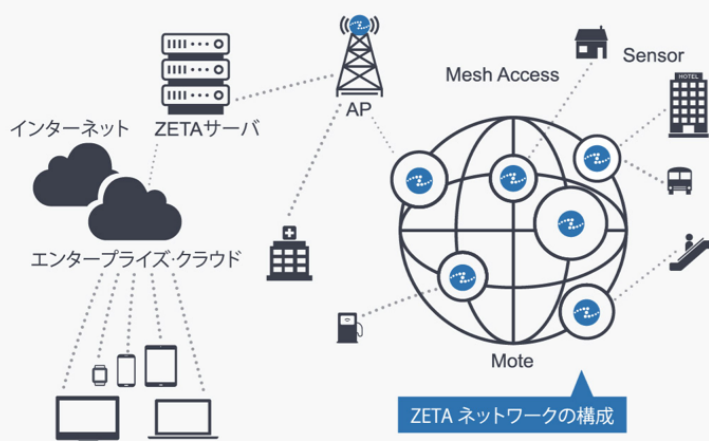 インターネット
ZETAサーバ
エンタープライズ・クラウド
AP
Mesh Access
Sensor
HOTEL
Mote
ZETA ネットワークの構成